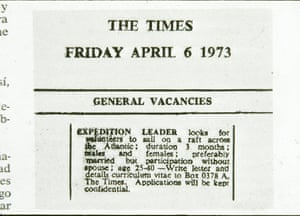 THE TIMES
FRIDAY APRIL 6 1973
GENERAL VACANCIES
EXPEDITION LEADER looks for
volunteers to sail on a raft across
the Atlantic; duration 3 months;
males and females; preferably
married but participation without
spouse; age 25-40—Write letter and
details curriculum vitae to Box 0378 A,
The Times. Applications will be kept
confidential.